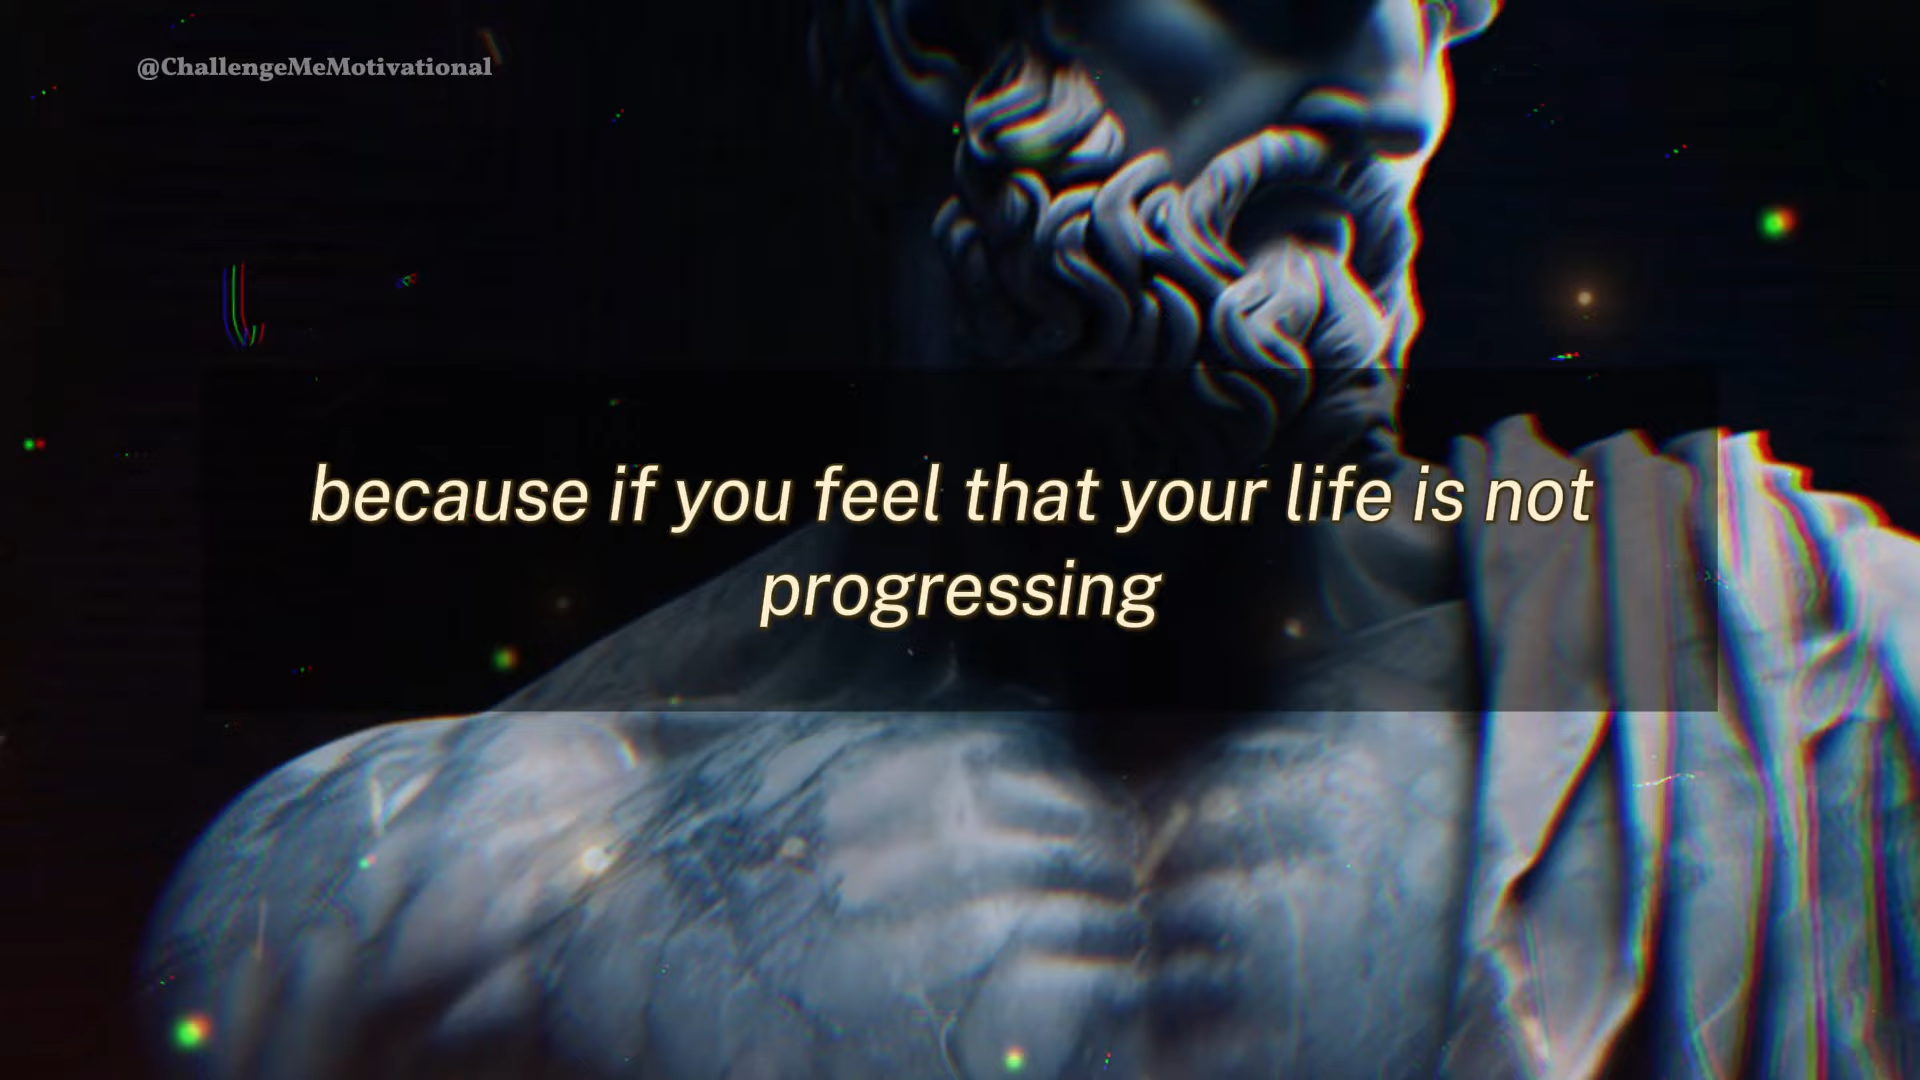 @ChallengeMeMotivational
because if you feel that your life is not
progressing